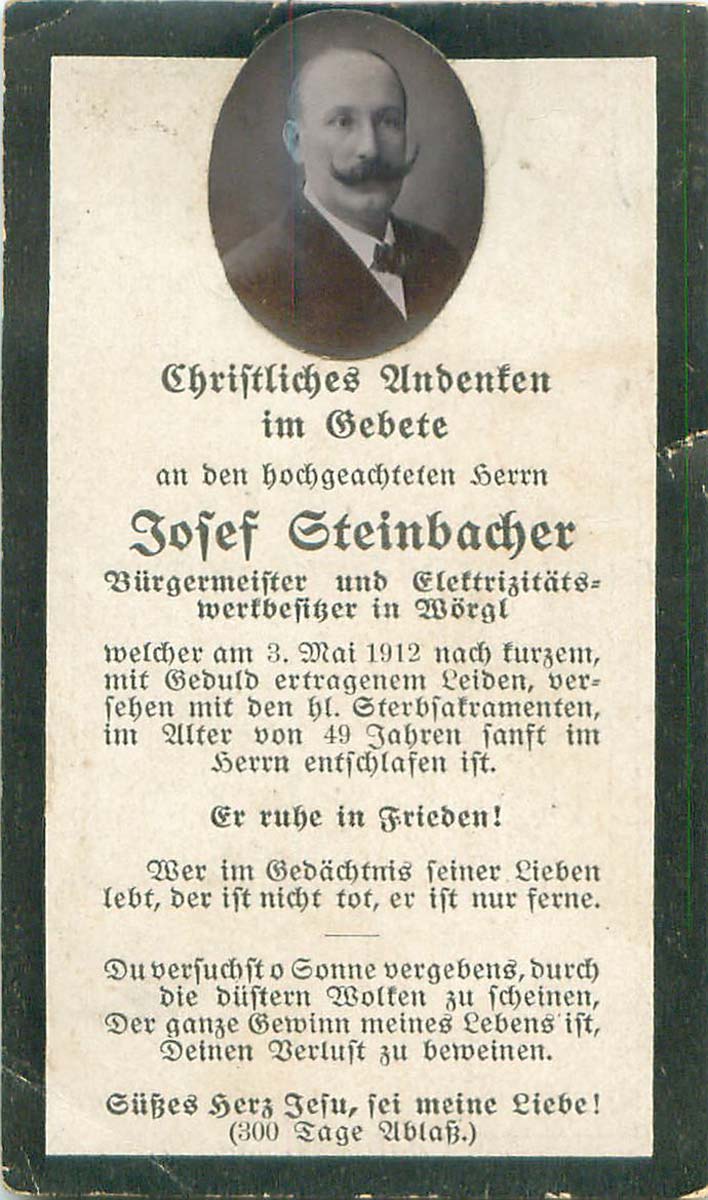 Christliches Andenken
im Gebete
an den hochgeachteten Herrn
Josef Steinbacher
Bürgermeister und Elektrizitäts-
werkbesitzer in Wörgl
welcher am 3. Mai 1912 nach kurzem,
mit Geduld ertragenem Leiden, ver-
sehen mit den hl. Sterbsakramenten,
im Alter von 49 Jahren sanft im
Herrn entschlafen ist.
Er ruhe in Frieden!
Wer im Gedächtnis seiner Lieben
lebt, der ist nicht tot, er ist nur ferne.
Du versuchst o Sonne vergebens, durch
die düstern Wolken zu scheinen,
Der ganze Gewinn meines Lebens ist,
Deinen Verlust zu beweinen.
Süßes Herz Jesu, sei meine Liebe!
(300 Tage Ablaß.)